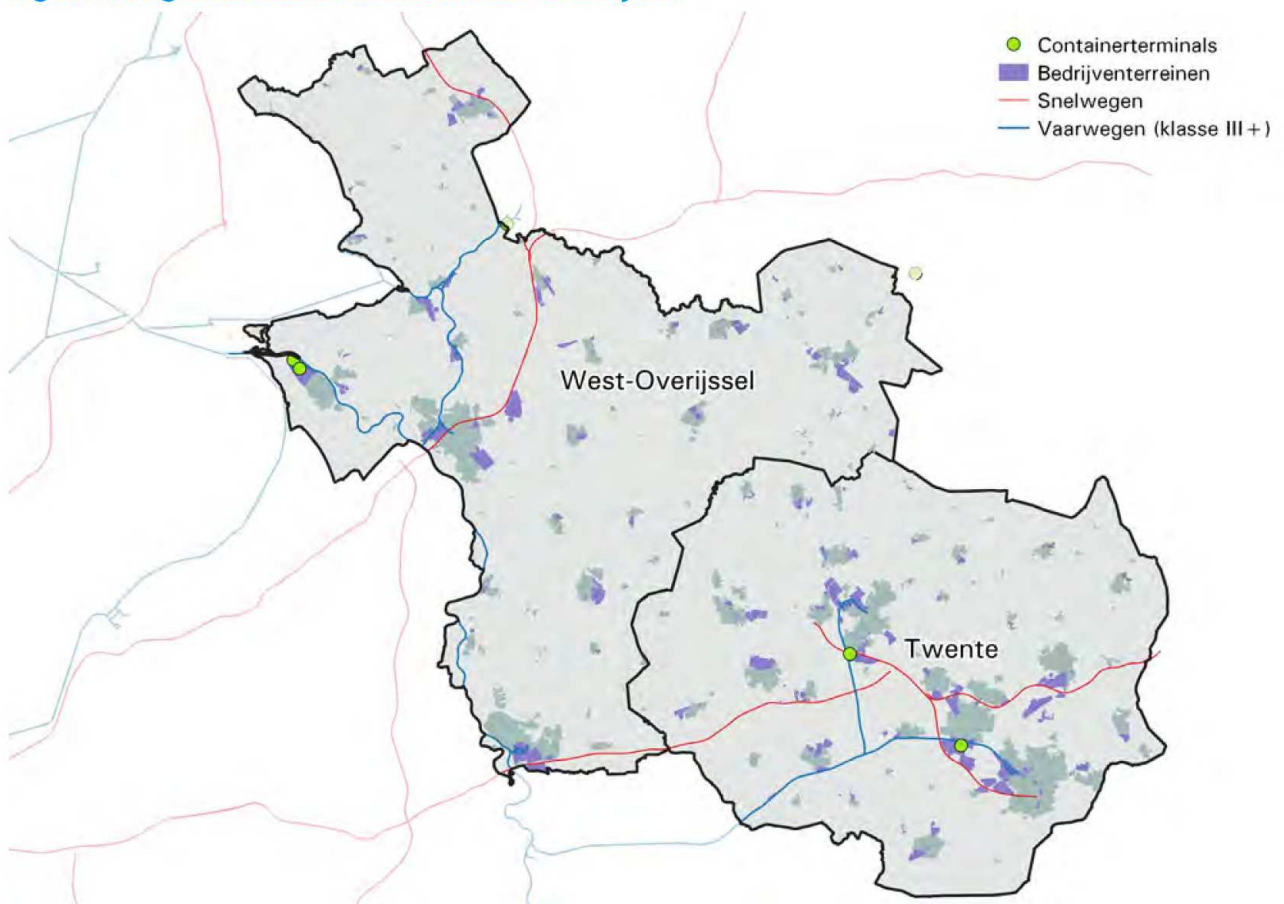 Containerterminals
Bedrijventerreinen
Snelwegen
Vaarwegen (klasse III+)
West-Overijssel
Twente